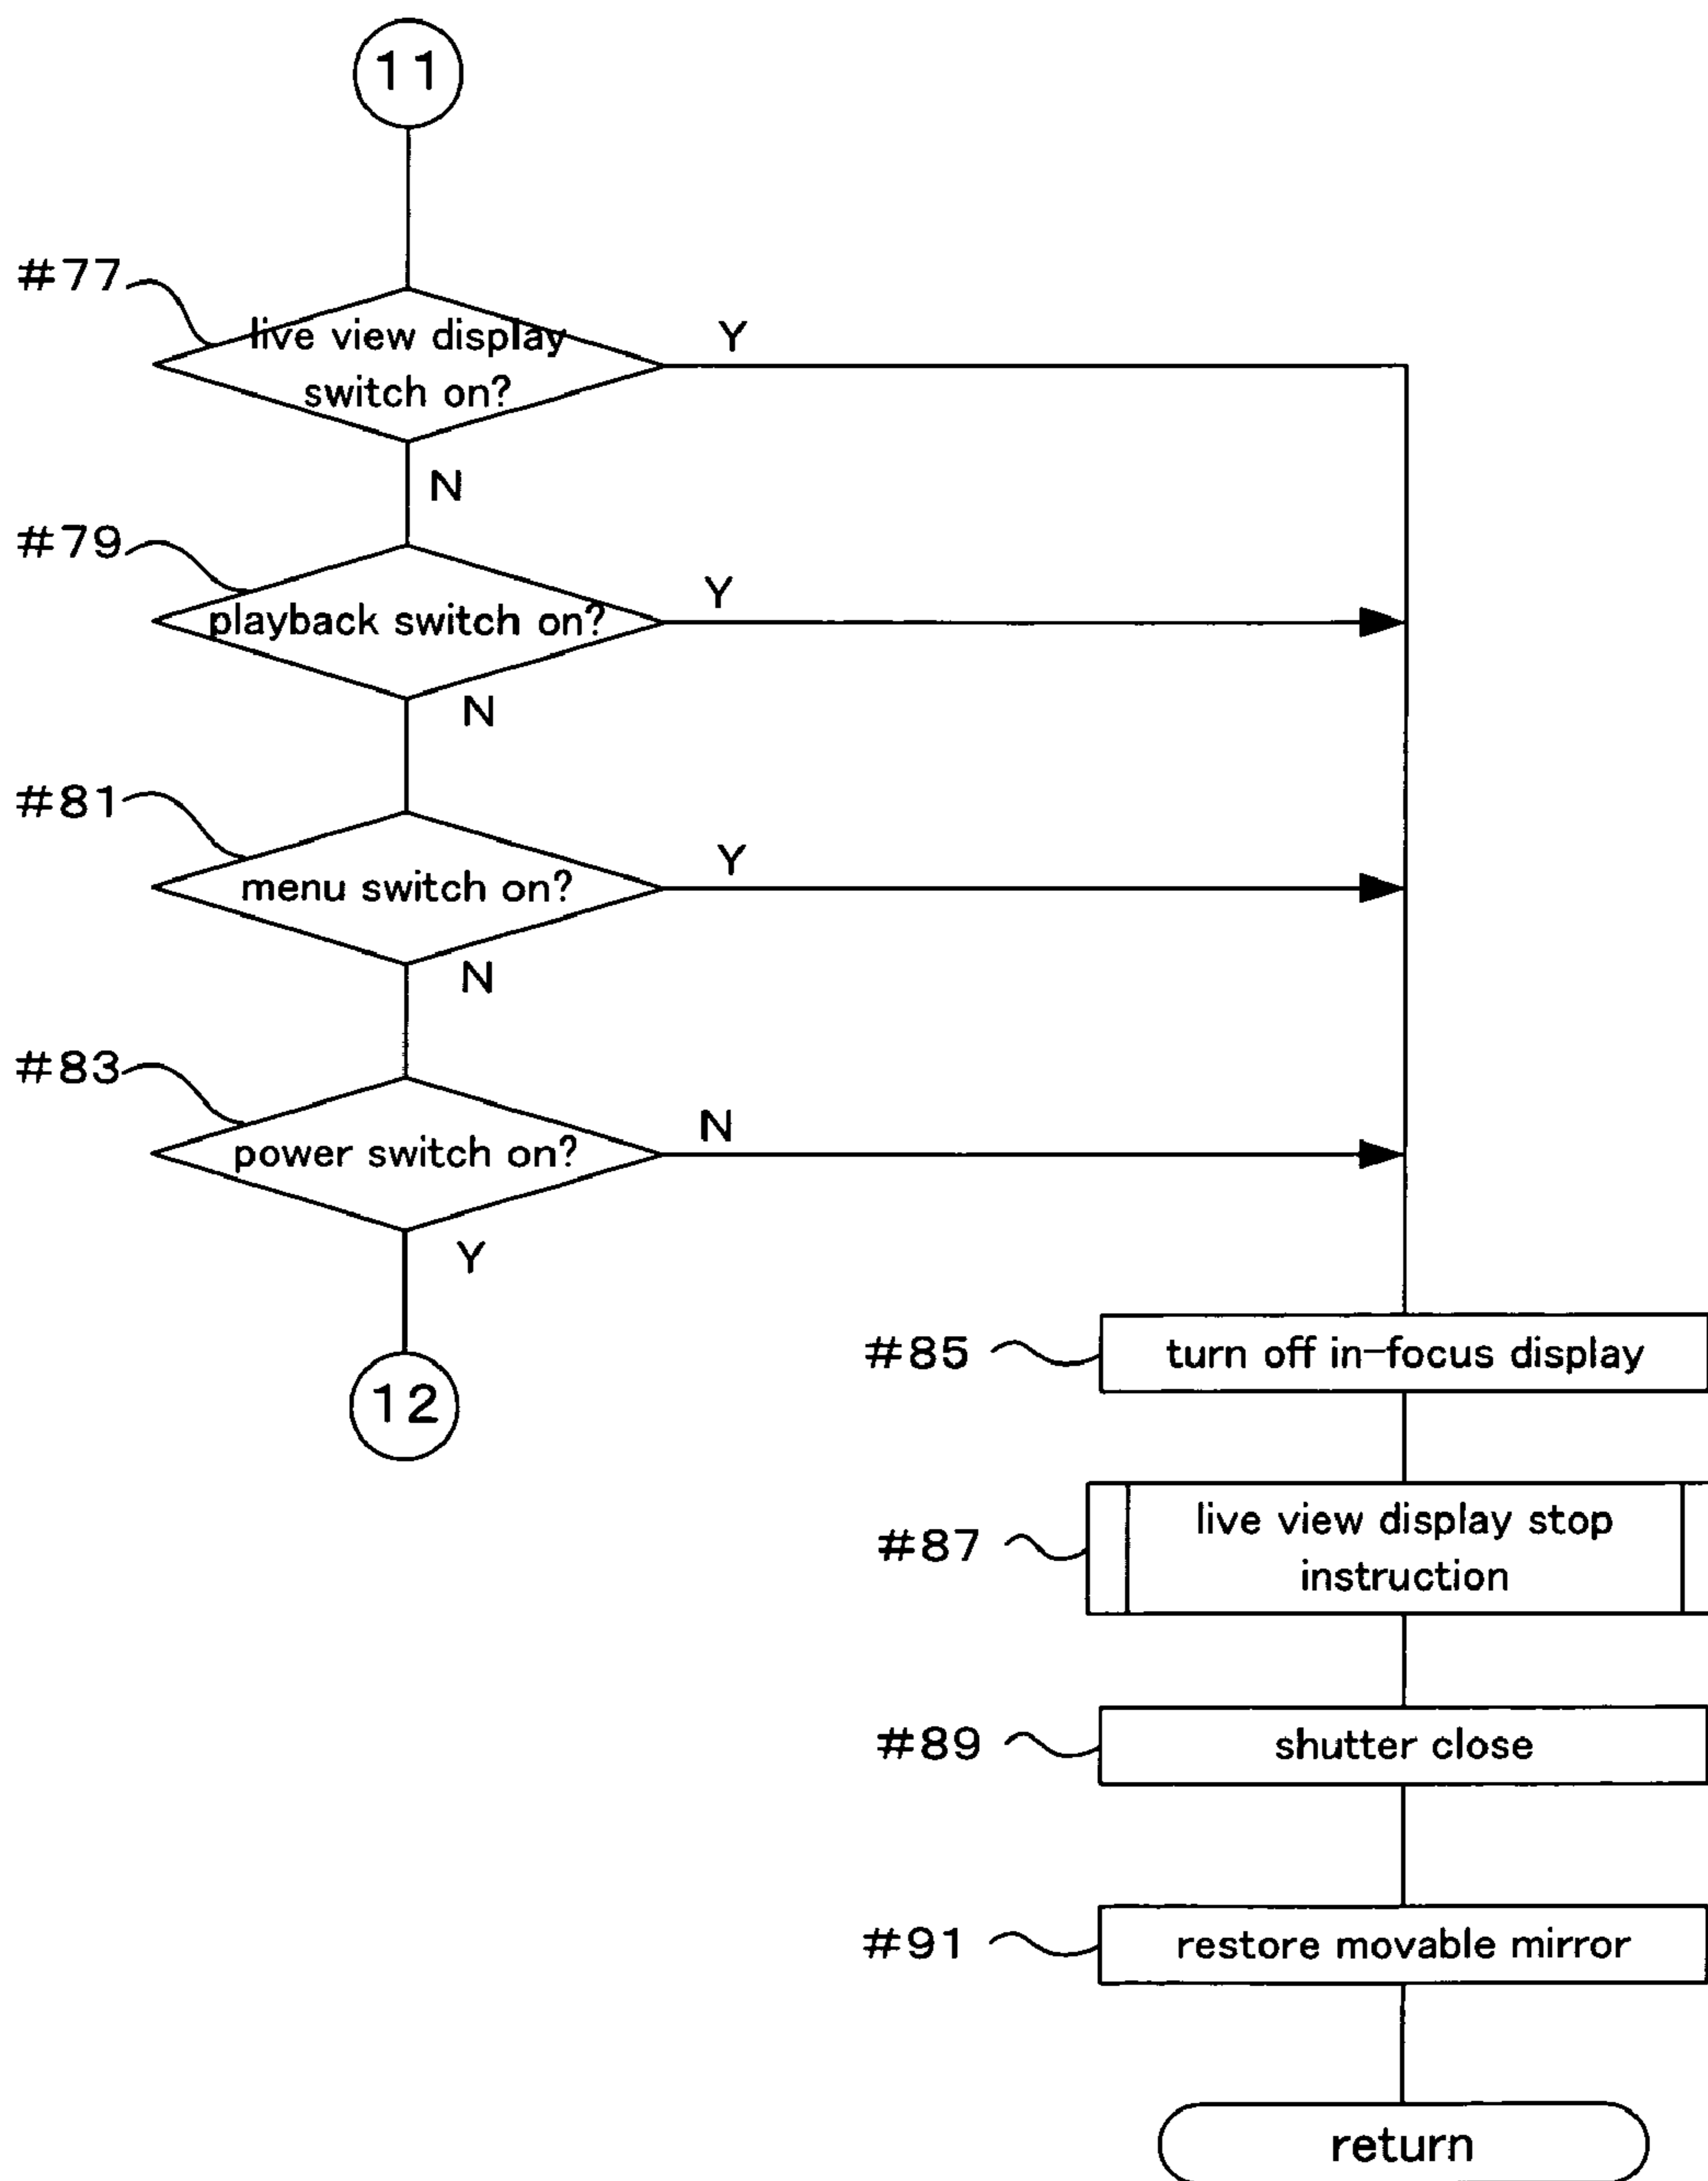 11
#77
live view display
switch on?
Y
N
#79
playback switch on?
Y
N
#81
menu switch on?
Y
N
#83
power switch on?
N
Y
12
#85
turn off in-focus display
#87
live view display stop
instruction
#89
shutter close
#91
restore movable mirror
return